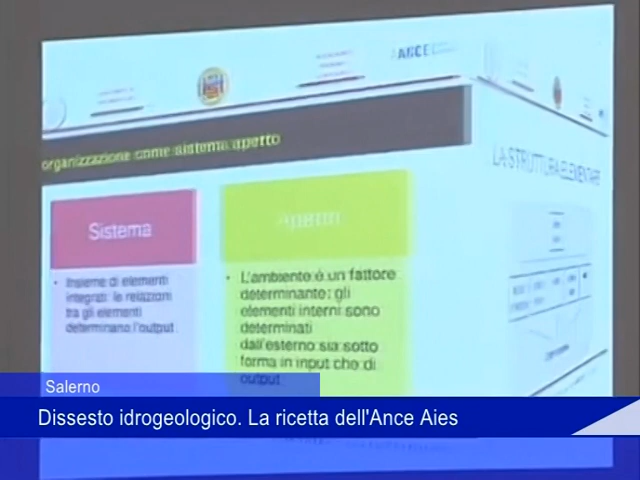 ANCE
organizzazione come sistema aperto
LA STRUTTURA ELEMENTARE
Sistema
Aperto
• Insieme di elementi
integrati: le relazioni
tra gli elementi
determinano l'output
• L'ambiente è un fattore
determinante: gli
elementi interni sono
determinati
dall'esterno sia sotto
forma in input che di
output.
Salerno
Dissesto idrogeologico. La ricetta dell'Ance Aies